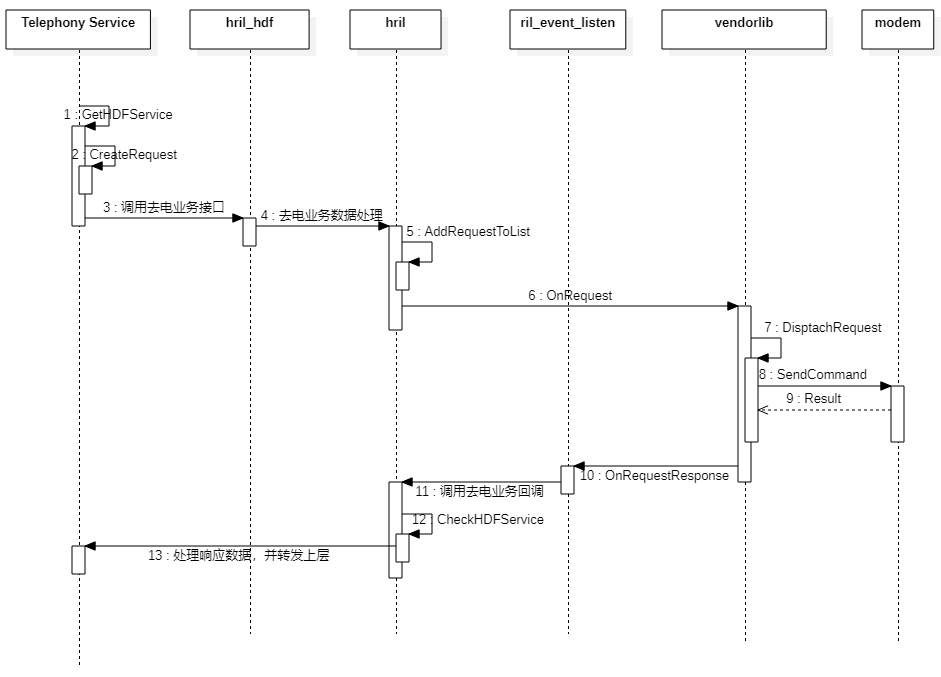 Telephony Service
hril_hdf
hril
ril_event_listen
vendorlib
modem
1 : GetHDFService
2 : CreateRequest
3 : 调用去电业务接口
4 : 去电业务数据处理
5 : AddRequestToList
6 : OnRequest
7 : DisptachRequest
8 : SendCommand
9 : Result
10 : OnRequestResponse
11 : 调用去电业务回调
12 : CheckHDFService
13 : 处理响应数据，并转发上层